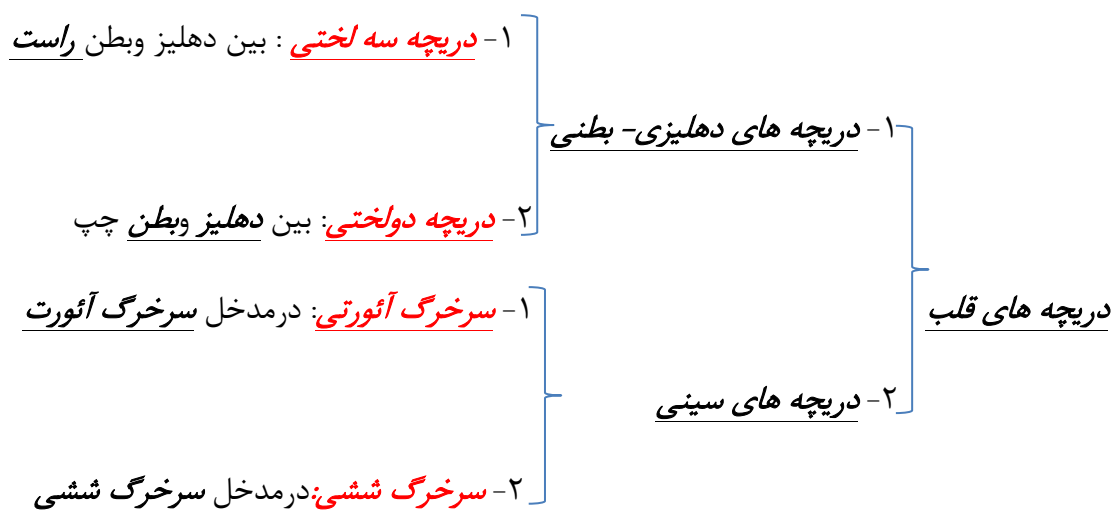 دریچه های قلب
۱- دریچه های دهلیزی- بطنی
۱- دریچه سه لختی : بین دهلیز وبطن راست
۲- دریچه دولختی: بین دهلیز وبطن چپ
۲- دریچه های سینی
۱- سرخرگ آئورتی: درمدخل سرخرگ آئورت
۲- سرخرگ ششی:درمدخل سرخرگ ششی